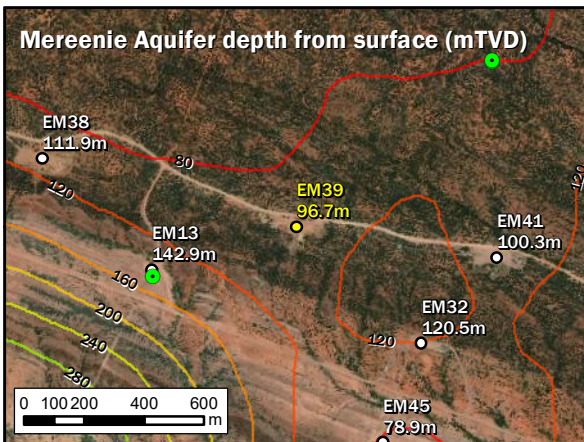 Mereenie Aquifer depth from surface (mTVD)
EM38
111.9m
80
120
120
EM39
96.7m
EM41
100.3m
EM13
142.9m
160
200
240
280
EM32
120.5m
120
EM45
78.9m
0 100 200 400 600
m